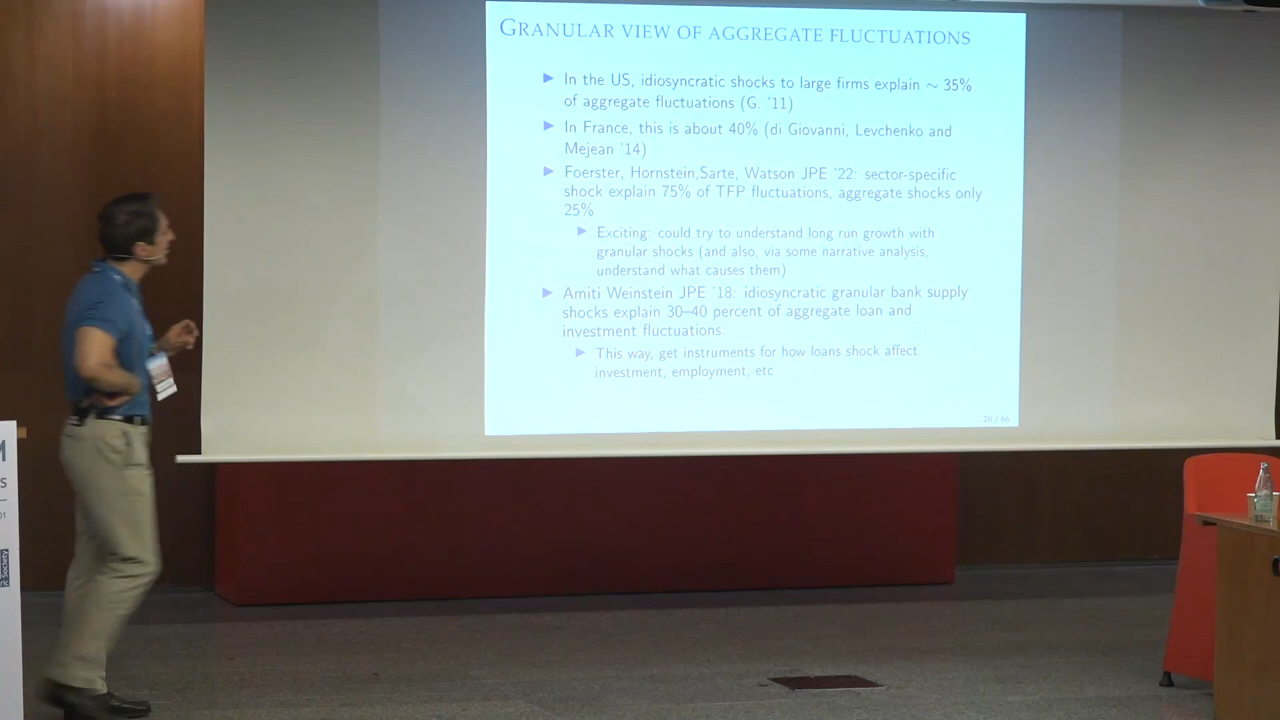 GRANULAR VIEW OF AGGREGATE FLUCTUATIONS
In the US, idiosyncratic shocks to large firms explain ∼ 35%
of aggregate fluctuations (G. '11)
In France, this is about 40% (di Giovanni, Levchenko and
Mejean '14)
Foerster, Hornstein,Sarte, Watson JPE '22: sector-specific
shock explain 75% of TFP fluctuations, aggregate shocks only
25%
Exciting: could try to understand long run growth with
granular shocks (and also, via some narrative analysis,
understand what causes them)
Amiti Weinstein JPE '18: idiosyncratic granular bank supply
shocks explain 30–40 percent of aggregate loan and
investment fluctuations.
This way, get instruments for how loans shock affect
investment, employment, etc
20 / 66
M
S
01
Society